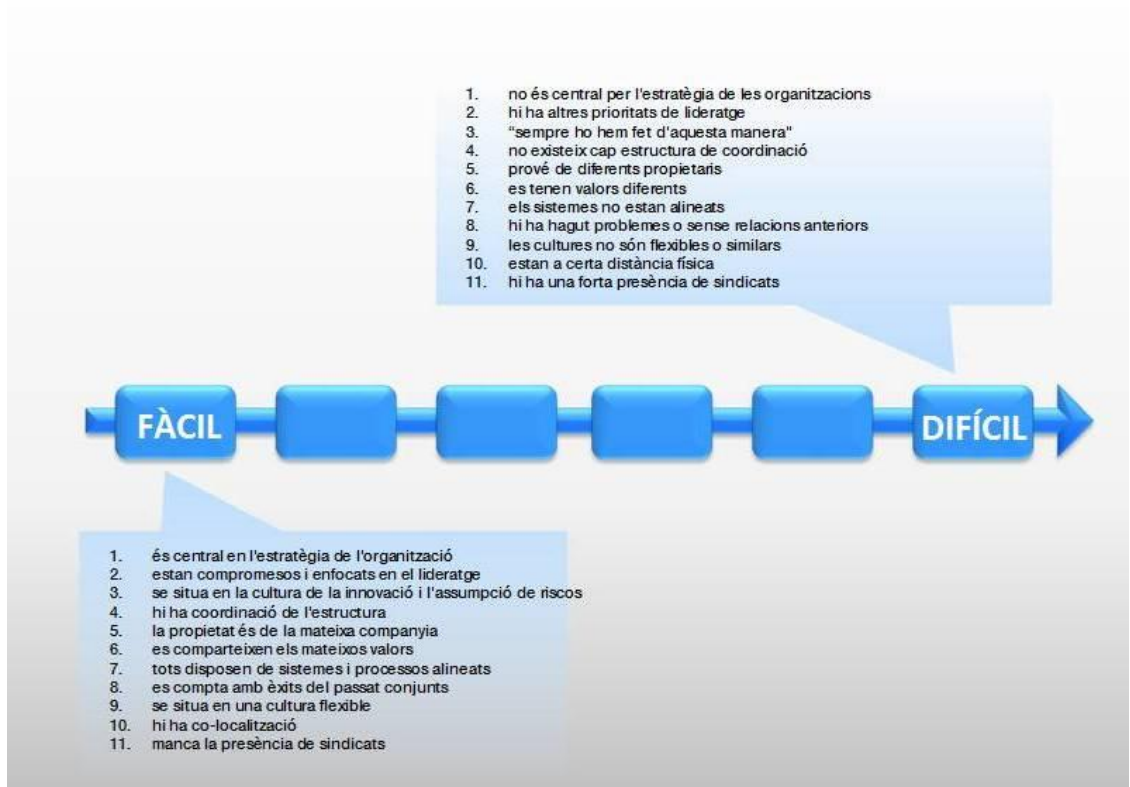 1. no és central per l'estratègia de les organitzacions
2. hi ha altres prioritats de lideratge
3. "sempre ho hem fet d'aquesta manera"
4. no existeix cap estructura de coordinació
5. prové de diferents propietaris
6. es tenen valors diferents
7. els sistemes no estan alineats
8. hi ha hagut problemes o sense relacions anteriors
9. les cultures no són flexibles o similars
10. estan a certa distància física
11. hi ha una forta presència de sindicats
FÀCIL
DIFÍCIL
1. és central en l'estratègia de l'organització
2. estan compromesos i enfocats en el lideratge
3. se situa en la cultura de la innovació i l'assumpció de riscos
4. hi ha coordinació de l'estructura
5. la propietat és de la mateixa companyia
6. es comparteixen els mateixos valors
7. tots disposen de sistemes i processos alineats
8. es compta amb èxits del passat conjunts
9. se situa en una cultura flexible
10. hi ha co-localització
11. manca la presència de sindicats